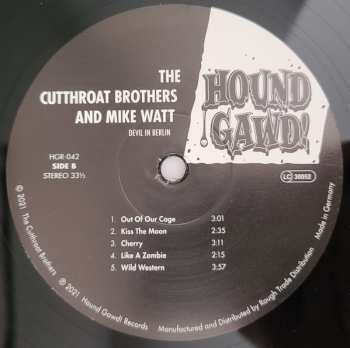 THE
CUTTHROAT BROTHERS
AND MIKE WATT
DEVIL IN BERLIN
HOUND
GAWD!
HGR-042
SIDE B
STEREO 33⅓
LC 30052
1. Out Of Our Cage 3:01
2. Kiss The Moon 2:35
3. Cherry 3:11
4. Like A Zombie 2:15
5. Wild Western 3:57
℗ 2021 The Cutthroat Brothers
© 2021 Hound Gawd! Records
Manufactured and Distributed by Rough Trade Distribution
Made in Germany